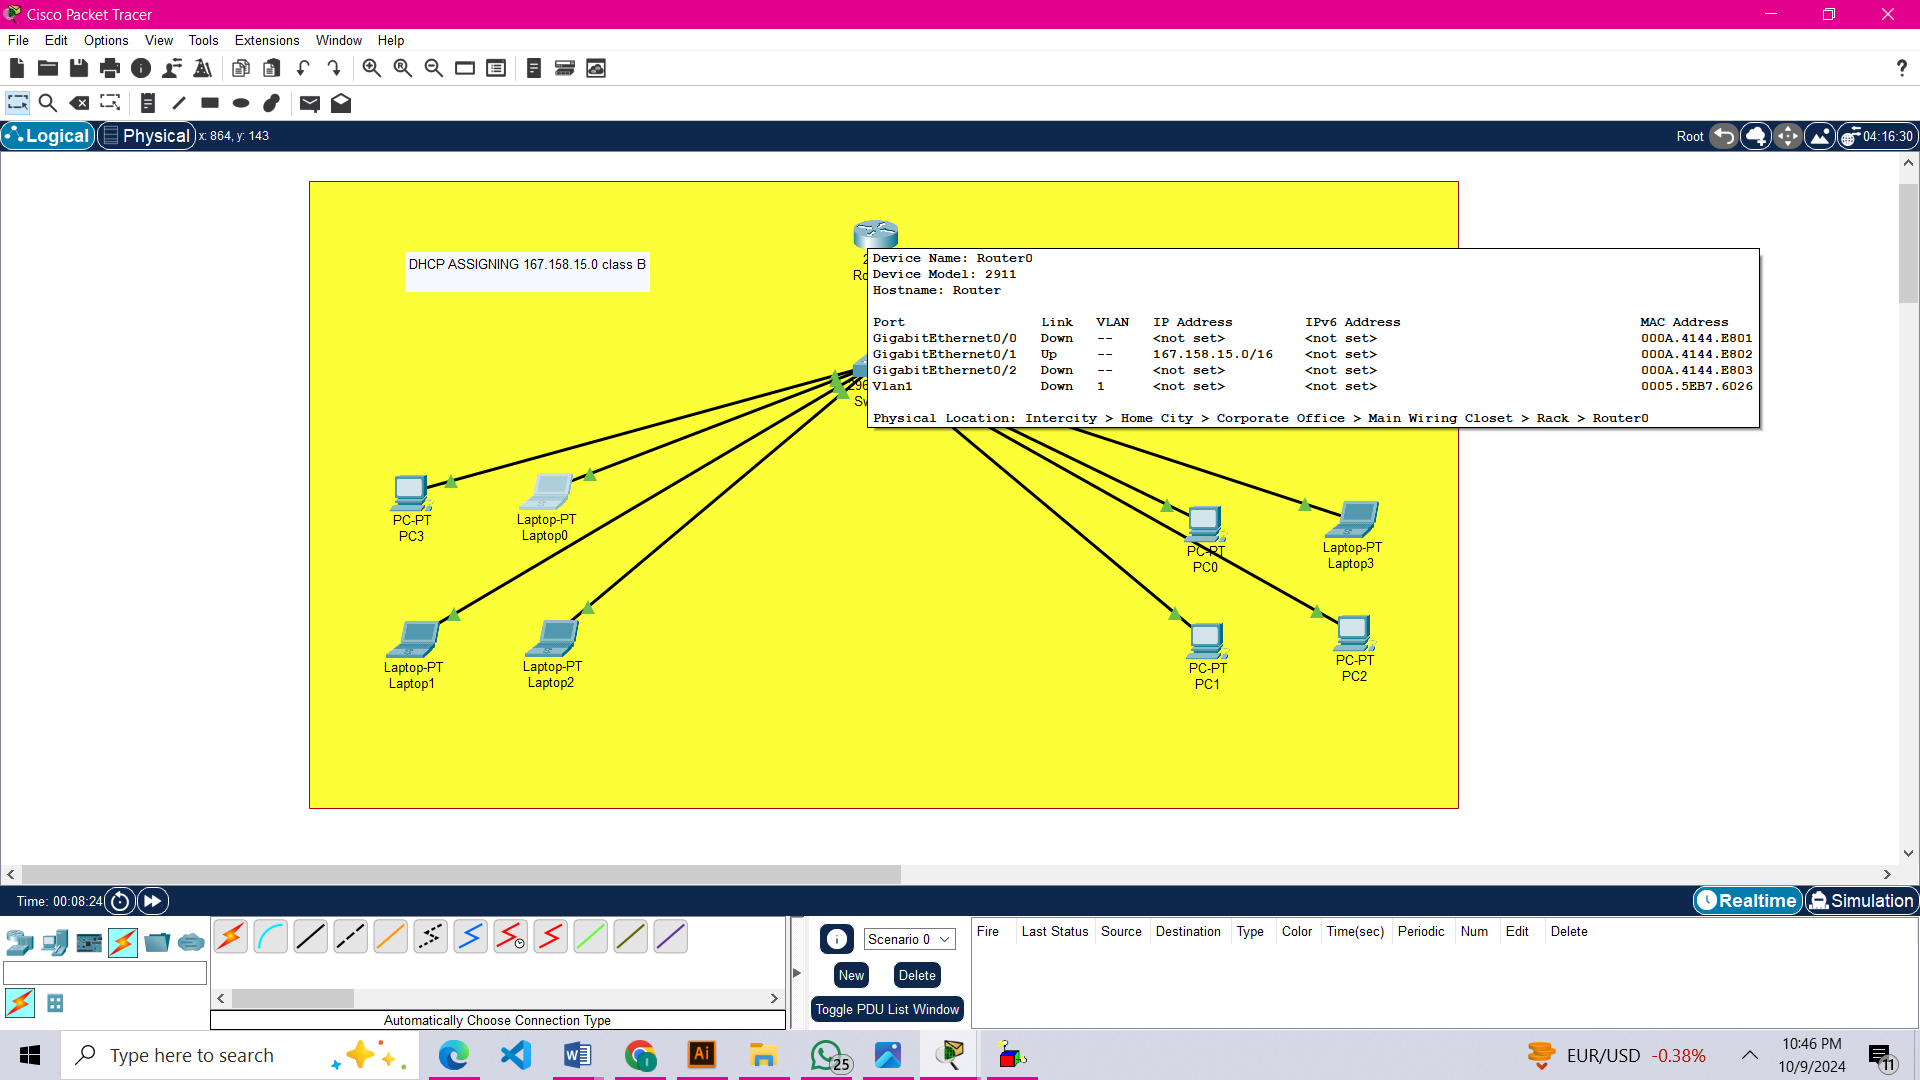 Cisco Packet Tracer
File Edit Options View Tools Extensions Window Help
?
Logical Physical x: 864, y: 143 Root 04:16:30
DHCP ASSIGNING 167.158.15.0 class B
Device Name: Router0
Device Model: 2911
Hostname: Router
Port Link VLAN IP Address IPv6 Address MAC Address
GigabitEthernet0/0 Down -- <not set> <not set> 000A.4144.E801
GigabitEthernet0/1 Up -- 167.158.15.0/16 <not set> 000A.4144.E802
GigabitEthernet0/2 Down -- <not set> <not set> 000A.4144.E803
Vlan1 Down 1 <not set> <not set> 0005.5EB7.6026
Physical Location: Intercity > Home City > Corporate Office > Main Wiring Closet > Rack > Router0
PC-PT
PC3
Laptop-PT
Laptop0
PC-PT
PC0
Laptop-PT
Laptop3
Laptop-PT
Laptop1
Laptop-PT
Laptop2
PC-PT
PC1
PC-PT
PC2
Time: 00:08:24 Realtime Simulation
Scenario 0
New Delete
Toggle PDU List Window
Fire Last Status Source Destination Type Color Time(sec) Periodic Num Edit Delete
Automatically Choose Connection Type
Type here to search
Ai
25
EUR/USD -0.38%
10:46 PM
10/9/2024
11